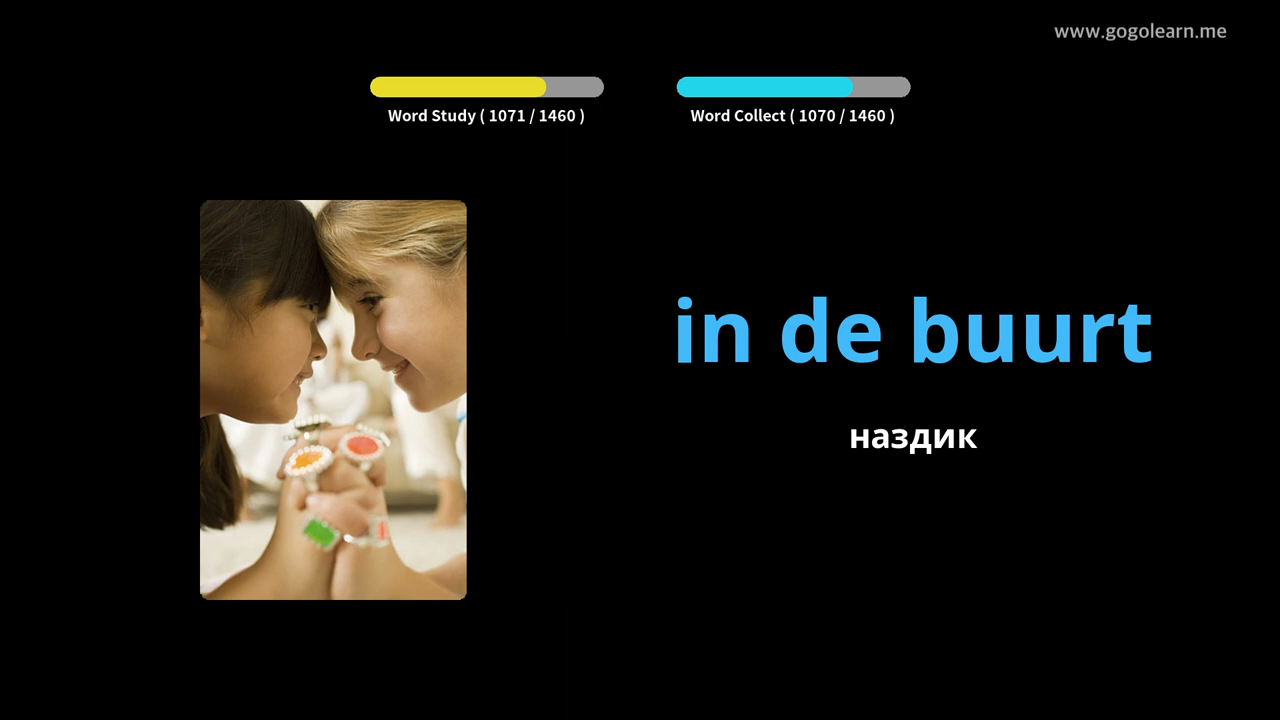 www.gogolearn.me
Word Study ( 1071 / 1460 )
Word Collect ( 1070 / 1460 )
in de buurt
наздик